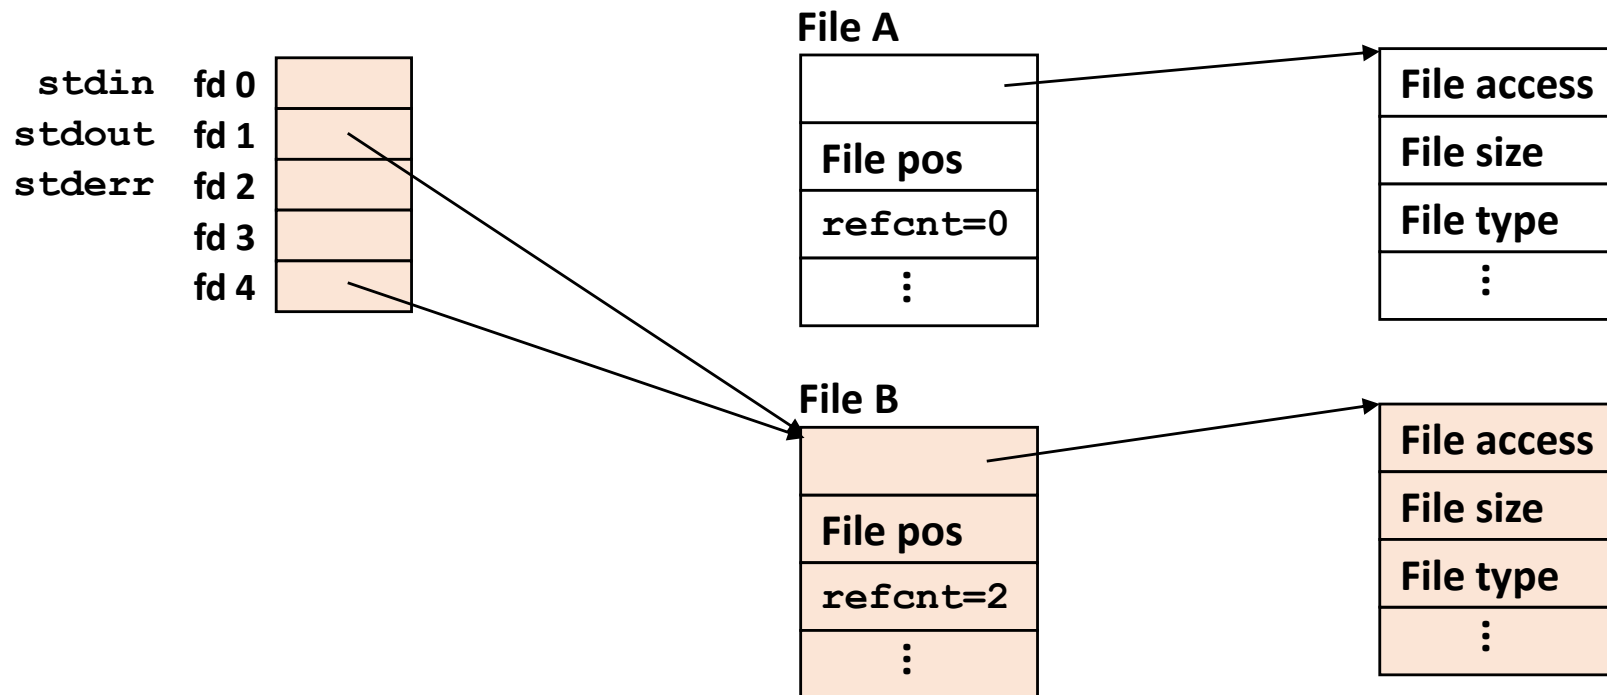 stdin fd 0
stdout fd 1
stderr fd 2
fd 3
fd 4
File A
File pos
refcnt=0
⋮
File access
File size
File type
⋮
File B
File pos
refcnt=2
⋮
File access
File size
File type
⋮